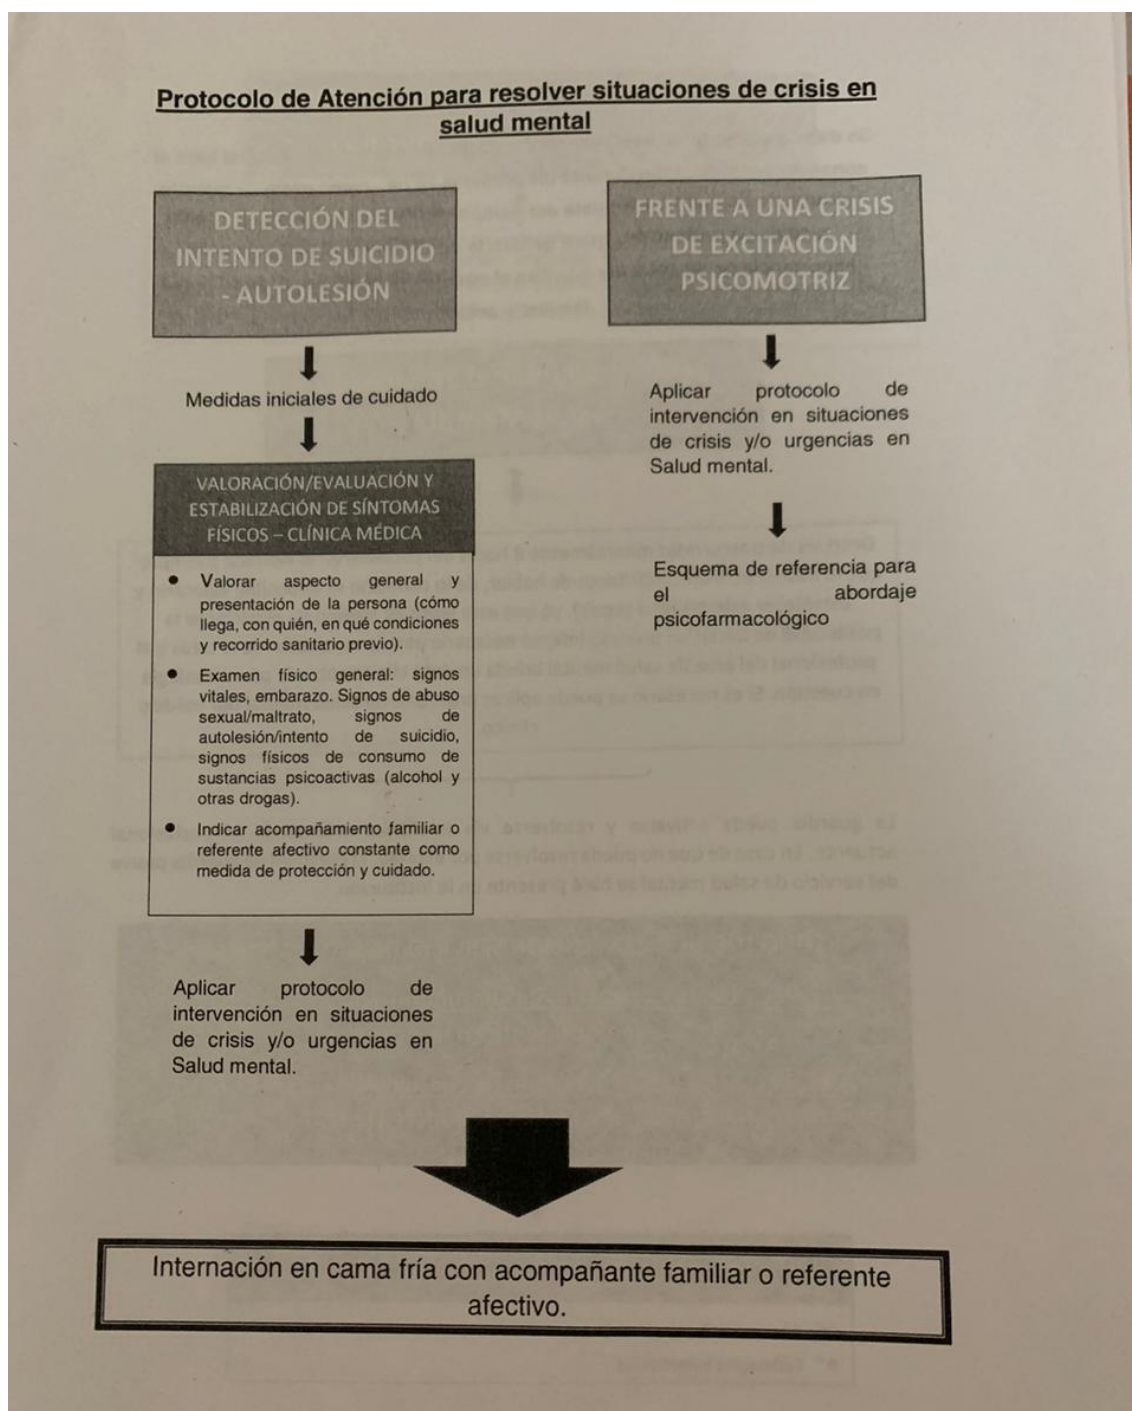 Protocolo de Atención para resolver situaciones de crisis en
salud mental
DETECCIÓN DEL
INTENTO DE SUICIDIO
- AUTOLESIÓN
Medidas iniciales de cuidado
VALORACIÓN/EVALUACIÓN Y
ESTABILIZACIÓN DE SÍNTOMAS
FÍSICOS – CLÍNICA MÉDICA
● Valorar aspecto general y
presentación de la persona (cómo
llega, con quién, en qué condiciones
y recorrido sanitario previo).
● Examen físico general: signos
vitales, embarazo. Signos de abuso
sexual/maltrato, signos de
autolesión/intento de suicidio,
signos físicos de consumo de
sustancias psicoactivas (alcohol y
otras drogas).
● Indicar acompañamiento familiar o
referente afectivo constante como
medida de protección y cuidado.
Aplicar protocolo de
intervención en situaciones
de crisis y/o urgencias en
Salud mental.
FRENTE A UNA CRISIS
DE EXCITACIÓN
PSICOMOTRIZ
Aplicar protocolo de
intervención en situaciones
de crisis y/o urgencias en
Salud mental.
Esquema de referencia para
el abordaje
psicofarmacológico
Internación en cama fría con acompañante familiar o referente
afectivo.